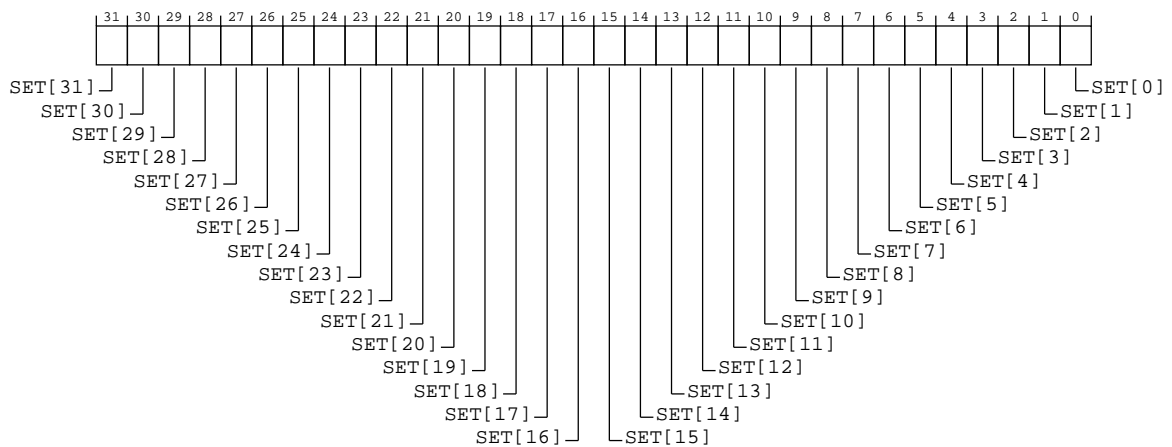 31 30 29 28 27 26 25 24 23 22 21 20 19 18 17 16 15 14 13 12 11 10 9 8 7 6 5 4 3 2 1 0
SET[31] SET[0]
SET[30] SET[1]
SET[29] SET[2]
SET[28] SET[3]
SET[27] SET[4]
SET[26] SET[5]
SET[25] SET[6]
SET[24] SET[7]
SET[23] SET[8]
SET[22] SET[9]
SET[21] SET[10]
SET[20] SET[11]
SET[19] SET[12]
SET[18] SET[13]
SET[17] SET[14]
SET[16] SET[15]